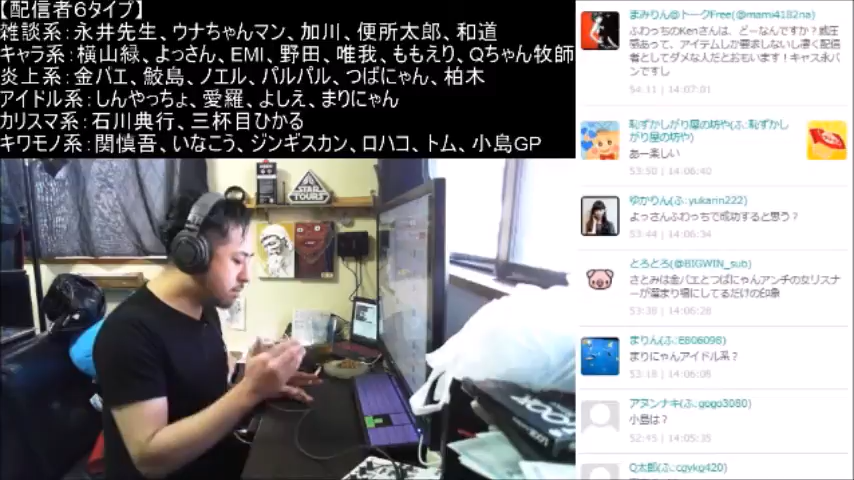 【配信者6タイプ】
雑談系：永井先生、ウナちゃんマン、加川、便所太郎、和道
キャラ系：横山緑、よっさん、EMI、野田、唯我、ももえり、Qちゃん牧師
炎上系：金バエ、鮫島、ノエル、パルパル、つばにゃん、柏木
アイドル系：しんやっちょ、愛羅、よしえ、まりにゃん
カリスマ系：石川典行、三杯目ひかる
キワモノ系：関慎吾、いなこう、ジンギスカン、ロハコ、トム、小島GP
STAR
TOURS
まみりん@トークFree(@mami4182na)
ふわっちのKenさんは、どーなんですか？威圧
感あって、アイテムしか要求しないし凄く配信
者としてダメな人だとおもいます！キャス永バ
ンですし
54:11 | 14:07:01
恥ずかしがり屋の坊や(ふ:恥ずかし
がり屋の坊や)
あー楽しい
53:50 | 14:06:40
ゆかりん(ふ:yukarin222)
よっさんふわっちで成功すると思う？
53:44 | 14:06:34
とろとろ(@BIGWIN_sub)
さとみは金バエとつばにゃんアンチの女リスナ
ーが溜まり場にしてるだけの印象
53:38 | 14:06:28
まりん(ふ:E806098)
まりにゃんアイドル系？
53:18 | 14:06:08
アヌンナキ(ふ:gogo3080)
小島は？
52:45 | 14:05:35
Q太郎(ふ:cgykg420)